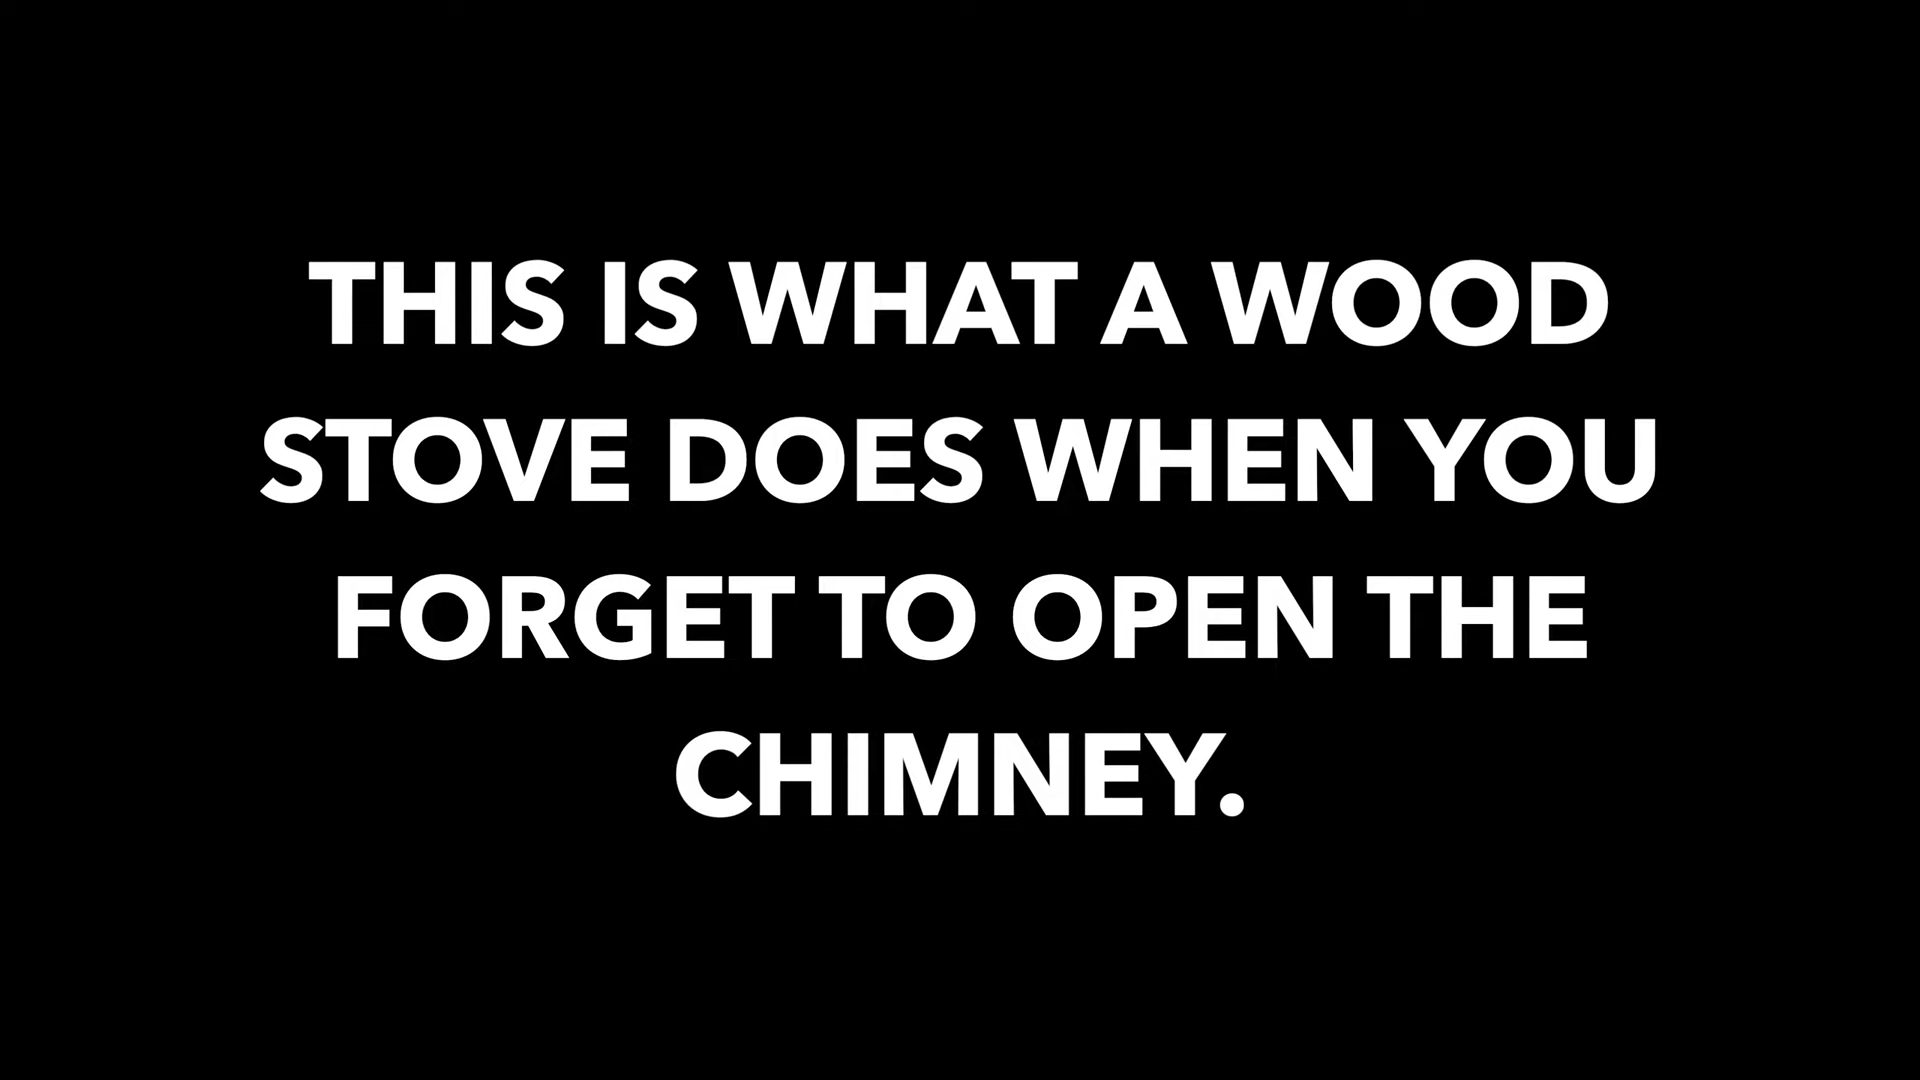 THIS IS WHAT A WOOD
STOVE DOES WHEN YOU
FORGET TO OPEN THE
CHIMNEY.